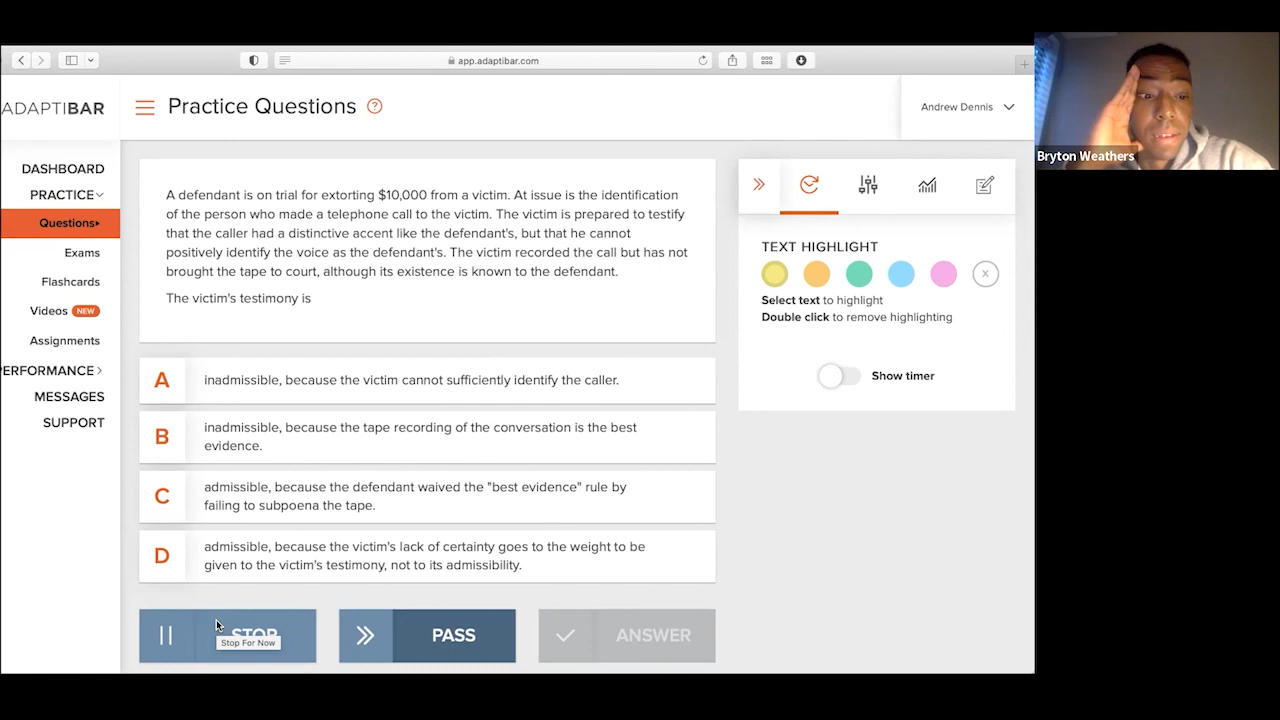 app.adaptibar.com
ADAPTIBAR
Practice Questions ?
Andrew Dennis
Bryton Weathers
DASHBOARD
PRACTICE
Questions
Exams
Flashcards
Videos NEW
Assignments
PERFORMANCE
MESSAGES
SUPPORT
A defendant is on trial for extorting $10,000 from a victim. At issue is the identification
of the person who made a telephone call to the victim. The victim is prepared to testify
that the caller had a distinctive accent like the defendant's, but that he cannot
positively identify the voice as the defendant's. The victim recorded the call but has not
brought the tape to court, although its existence is known to the defendant.
The victim's testimony is
A inadmissible, because the victim cannot sufficiently identify the caller.
B inadmissible, because the tape recording of the conversation is the best
evidence.
C admissible, because the defendant waived the "best evidence" rule by
failing to subpoena the tape.
D admissible, because the victim's lack of certainty goes to the weight to be
given to the victim's testimony, not to its admissibility.
STOP
Stop For Now
PASS
ANSWER
TEXT HIGHLIGHT
x
Select text to highlight
Double click to remove highlighting
Show timer